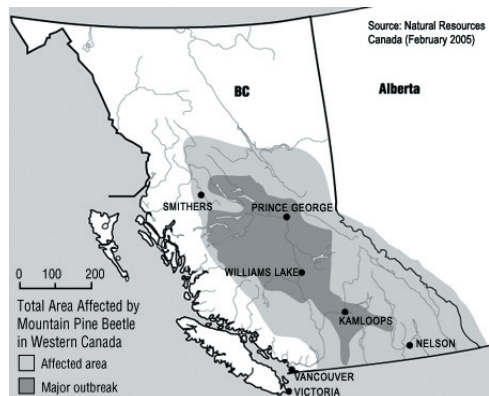 Source: Natural Resources
Canada (February 2005)
BC
Alberta
SMITHERS
PRINCE GEORGE
WILLIAMS LAKE
KAMLOOPS
NELSON
VANCOUVER
VICTORIA
0 100 200
Total Area Affected by
Mountain Pine Beetle
in Western Canada
Affected area
Major outbreak